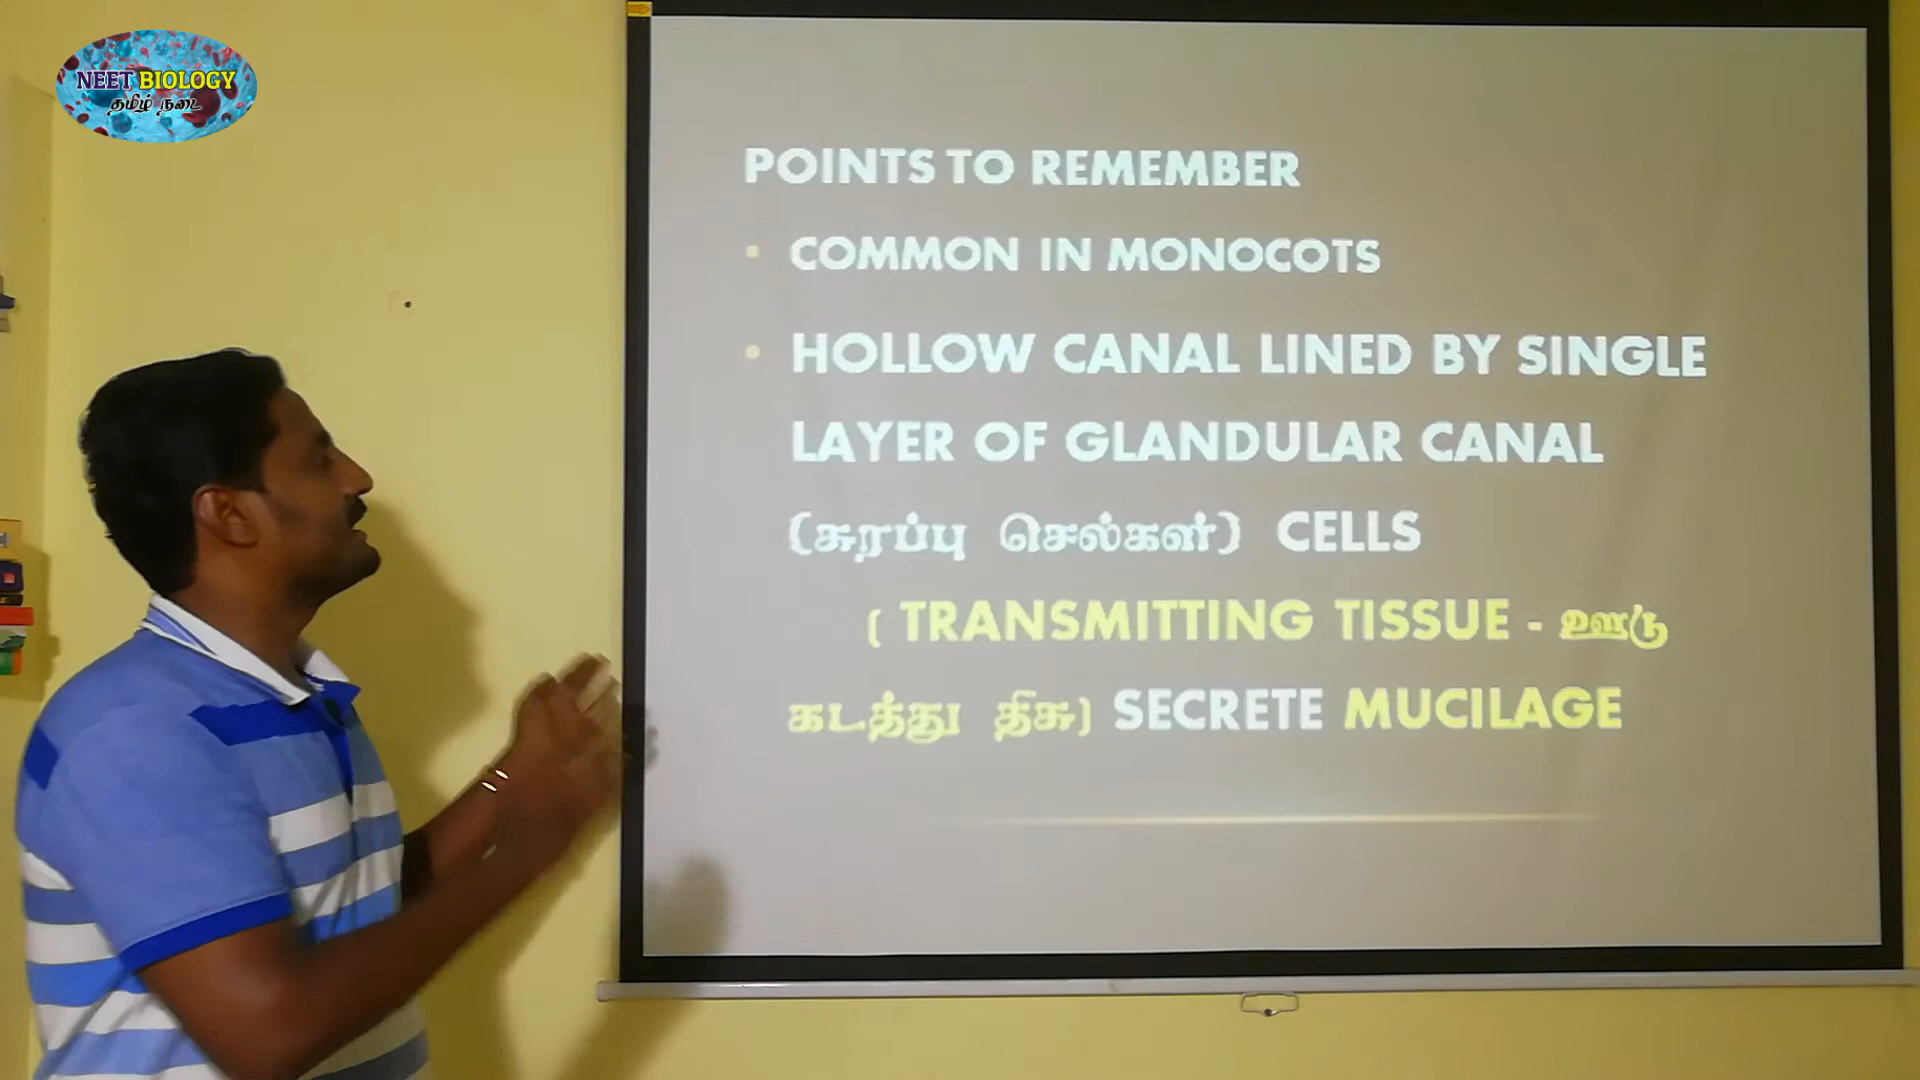 NEET BIOLOGY
தமிழ் நடை
POINTS TO REMEMBER
• COMMON IN MONOCOTS
• HOLLOW CANAL LINED BY SINGLE
LAYER OF GLANDULAR CANAL
(சுரப்பு செல்கள்) CELLS
( TRANSMITTING TISSUE - ஊடு
கடத்து திசு) SECRETE MUCILAGE